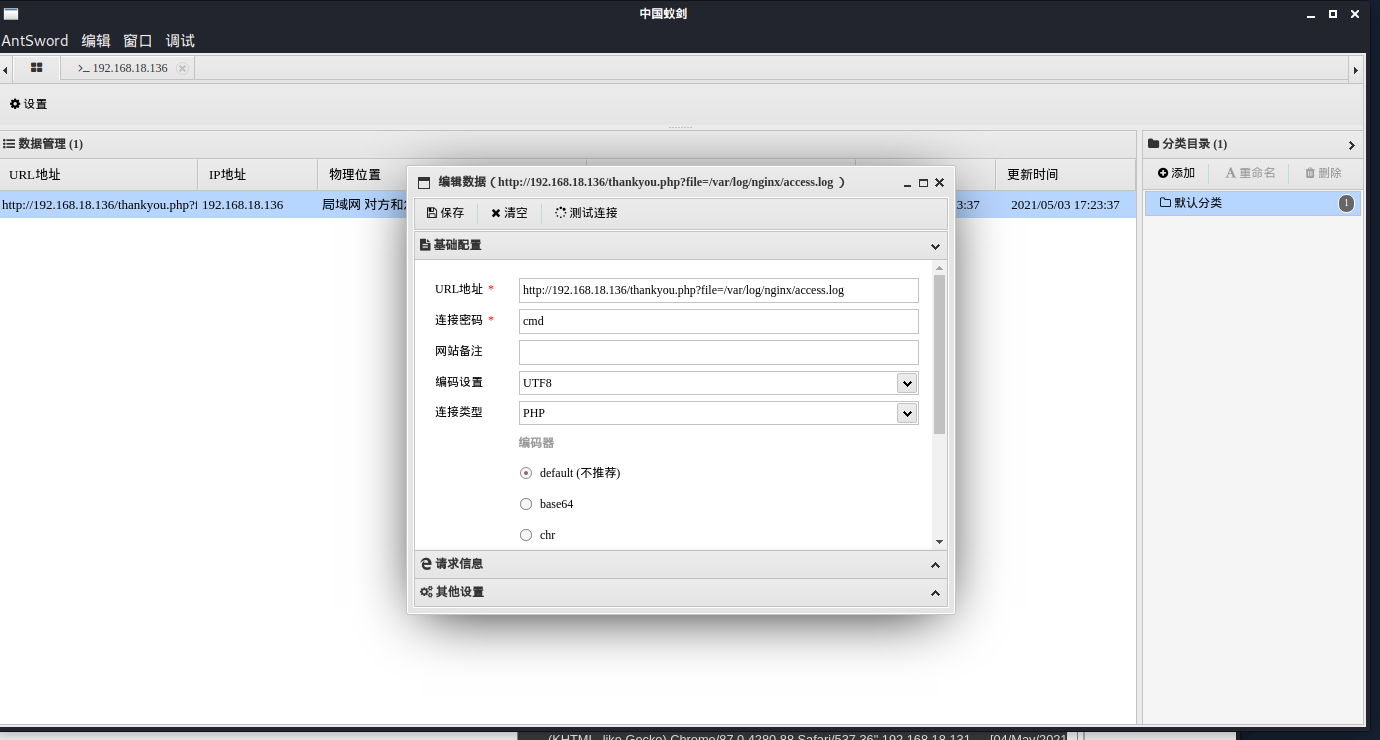 中国蚁剑
AntSword 编辑 窗口 调试
192.168.18.136
设置
数据管理 (1)
分类目录 (1)
URL地址 IP地址 物理位置 更新时间
添加 重命名 删除
http://192.168.18.136/thankyou.php?f 192.168.18.136 局域网 对方和 3:37 2021/05/03 17:23:37
默认分类 1
编辑数据 ( http://192.168.18.136/thankyou.php?file=/var/log/nginx/access.log )
保存 清空 测试连接
基础配置
URL地址 * http://192.168.18.136/thankyou.php?file=/var/log/nginx/access.log
连接密码 * cmd
网站备注
编码设置 UTF8
连接类型 PHP
编码器
default (不推荐)
base64
chr
请求信息
其他设置
(KHTML, like Gecko) Chrome/87.0.4280.88 Safari/537.36" 192.168.18.131 - - [04/May/2021